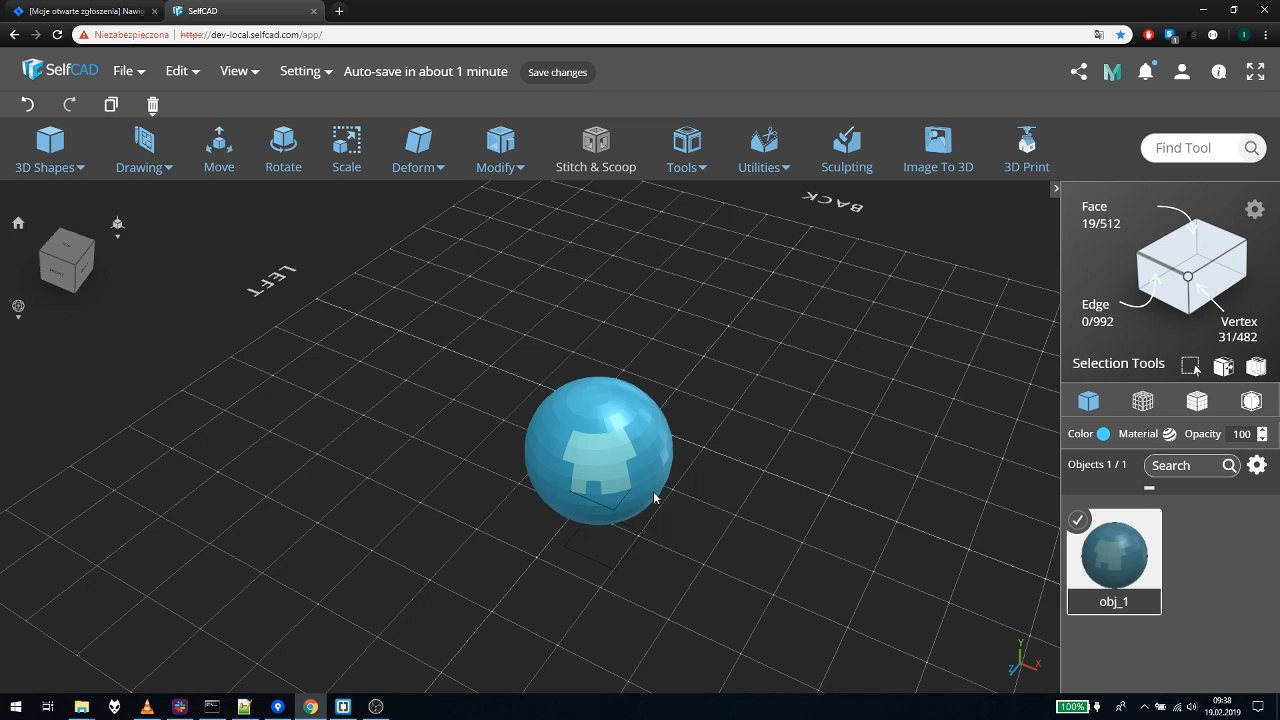 [Moje otwarte zgłoszenia] Nawig
SelfCAD
Niezabezpieczona
https://dev-local.selfcad.com/app/
SelfCAD
File
Edit
View
Setting
Auto-save in about 1 minute
Save changes
3D Shapes
Drawing
Move
Rotate
Scale
Deform
Modify
Stitch & Scoop
Tools
Utilities
Sculpting
Image To 3D
3D Print
Find Tool
BACK
LEFT
Face
19/512
Edge
0/992
Vertex
31/482
Selection Tools
Color
Material
Opacity
100
Objects 1 / 1
Search
obj_1
Y
X
Z
100%
09:38
19.02.2019